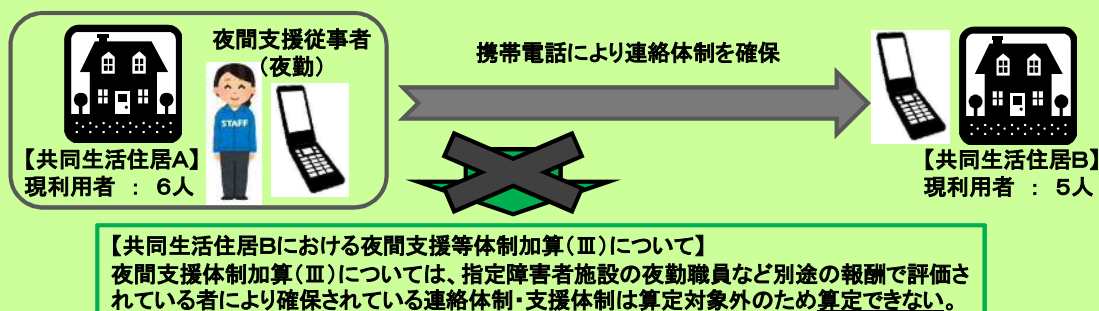 夜間支援従事者
（夜勤）
携帯電話により連絡体制を確保
STAFF
【共同生活住居A】
現利用者 ： 6人
【共同生活住居B】
現利用者 ： 5人
【共同生活住居Bにおける夜間支援等体制加算（Ⅲ）について】
夜間支援体制加算（Ⅲ）については、指定障害者施設の夜勤職員など別途の報酬で評価さ
れている者により確保されている連絡体制・支援体制は算定対象外のため算定できない。